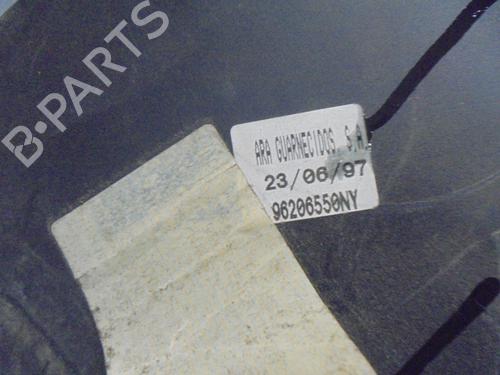 B-PARTS
ARA GUARNECIDOS. S.A.
23/06/97
96206550NY